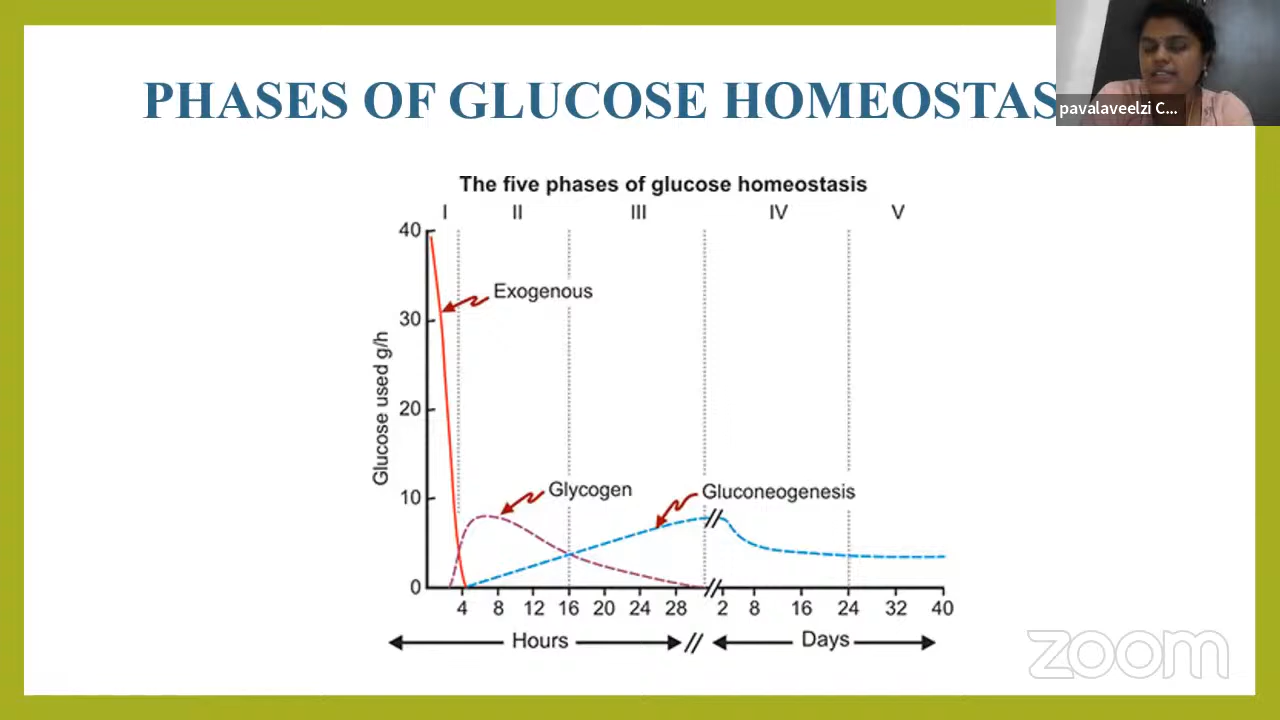 PHASES OF GLUCOSE HOMEOSTAS
pavalaveelzi C...
The five phases of glucose homeostasis
I II III IV V
40
Exogenous
30
Glucose used g/h
20
10
Glycogen
Gluconeogenesis
0
4 8 12 16 20 24 28 2 8 16 24 32 40
Hours // Days
zoom